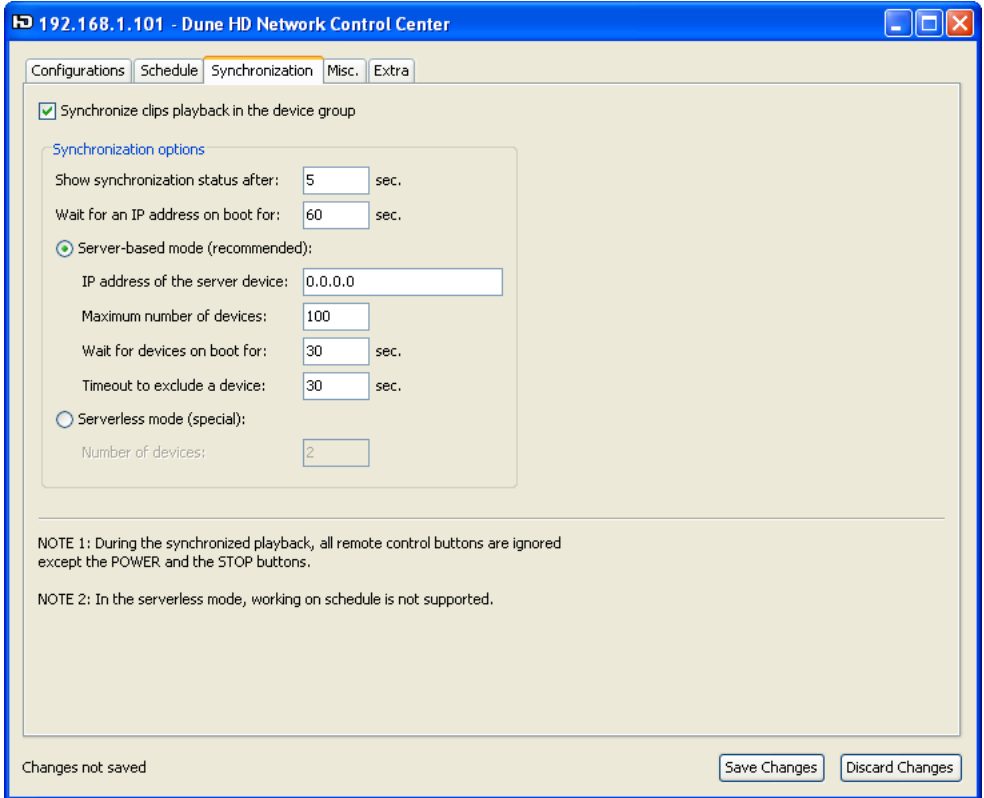 192.168.1.101 - Dune HD Network Control Center
Configurations Schedule Synchronization Misc. Extra
Synchronize clips playback in the device group
Synchronization options
Show synchronization status after: 5 sec.
Wait for an IP address on boot for: 60 sec.
Server-based mode (recommended):
IP address of the server device: 0.0.0.0
Maximum number of devices: 100
Wait for devices on boot for: 30 sec.
Timeout to exclude a device: 30 sec.
Serverless mode (special):
Number of devices: 2
NOTE 1: During the synchronized playback, all remote control buttons are ignored
except the POWER and the STOP buttons.
NOTE 2: In the serverless mode, working on schedule is not supported.
Changes not saved Save Changes Discard Changes